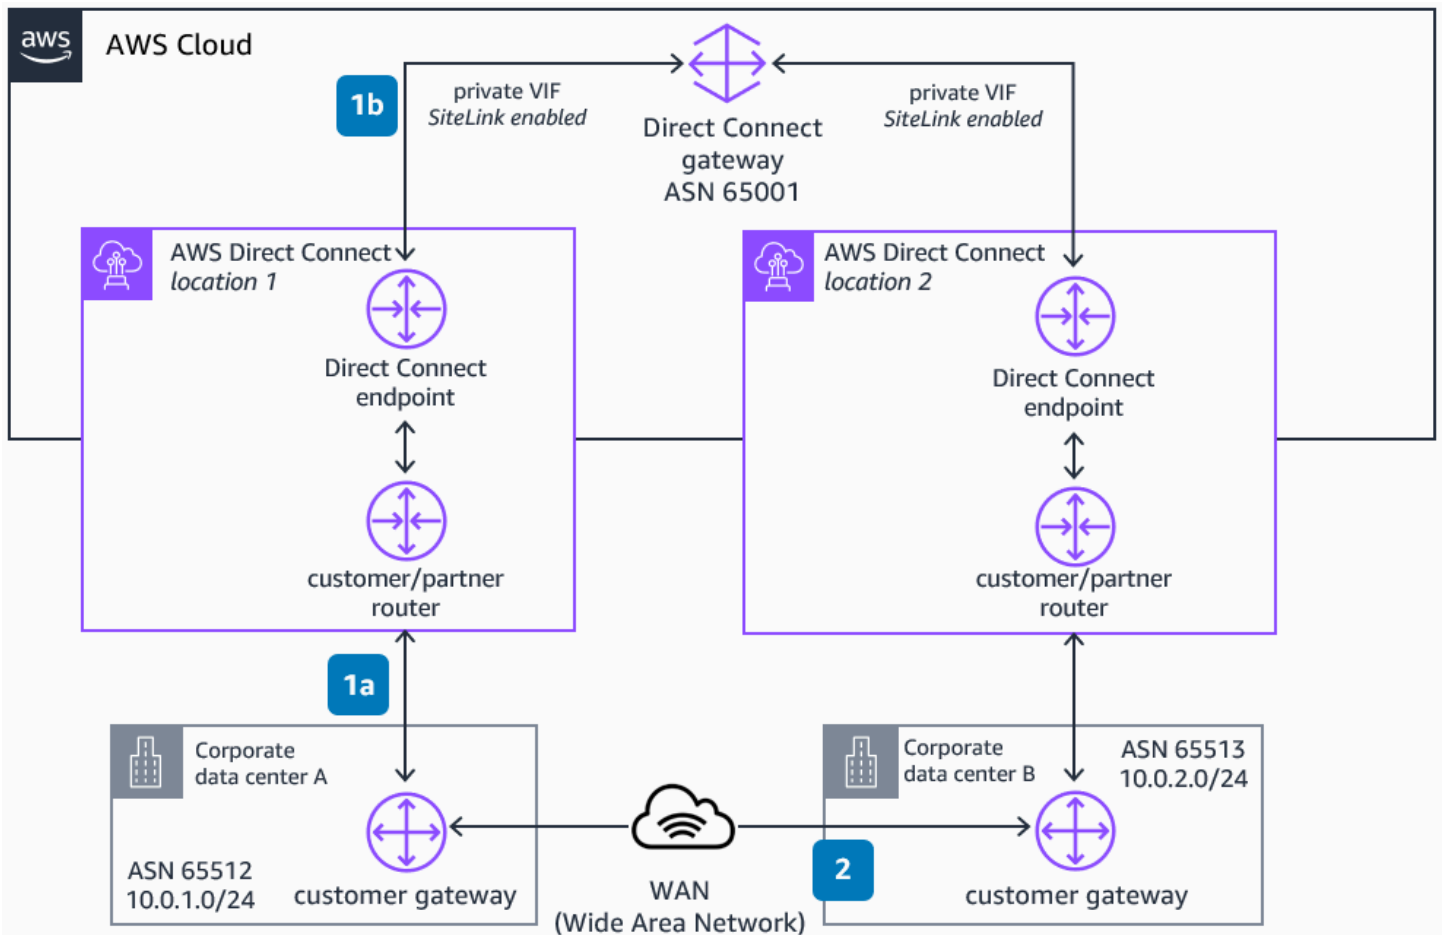 aws
AWS Cloud
1b
private VIF
SiteLink enabled
Direct Connect
gateway
ASN 65001
private VIF
SiteLink enabled
AWS Direct Connect
location 1
Direct Connect
endpoint
customer/partner
router
AWS Direct Connect
location 2
Direct Connect
endpoint
customer/partner
router
1a
Corporate
data center A
ASN 65512
10.0.1.0/24
customer gateway
WAN
(Wide Area Network)
2
Corporate
data center B
ASN 65513
10.0.2.0/24
customer gateway